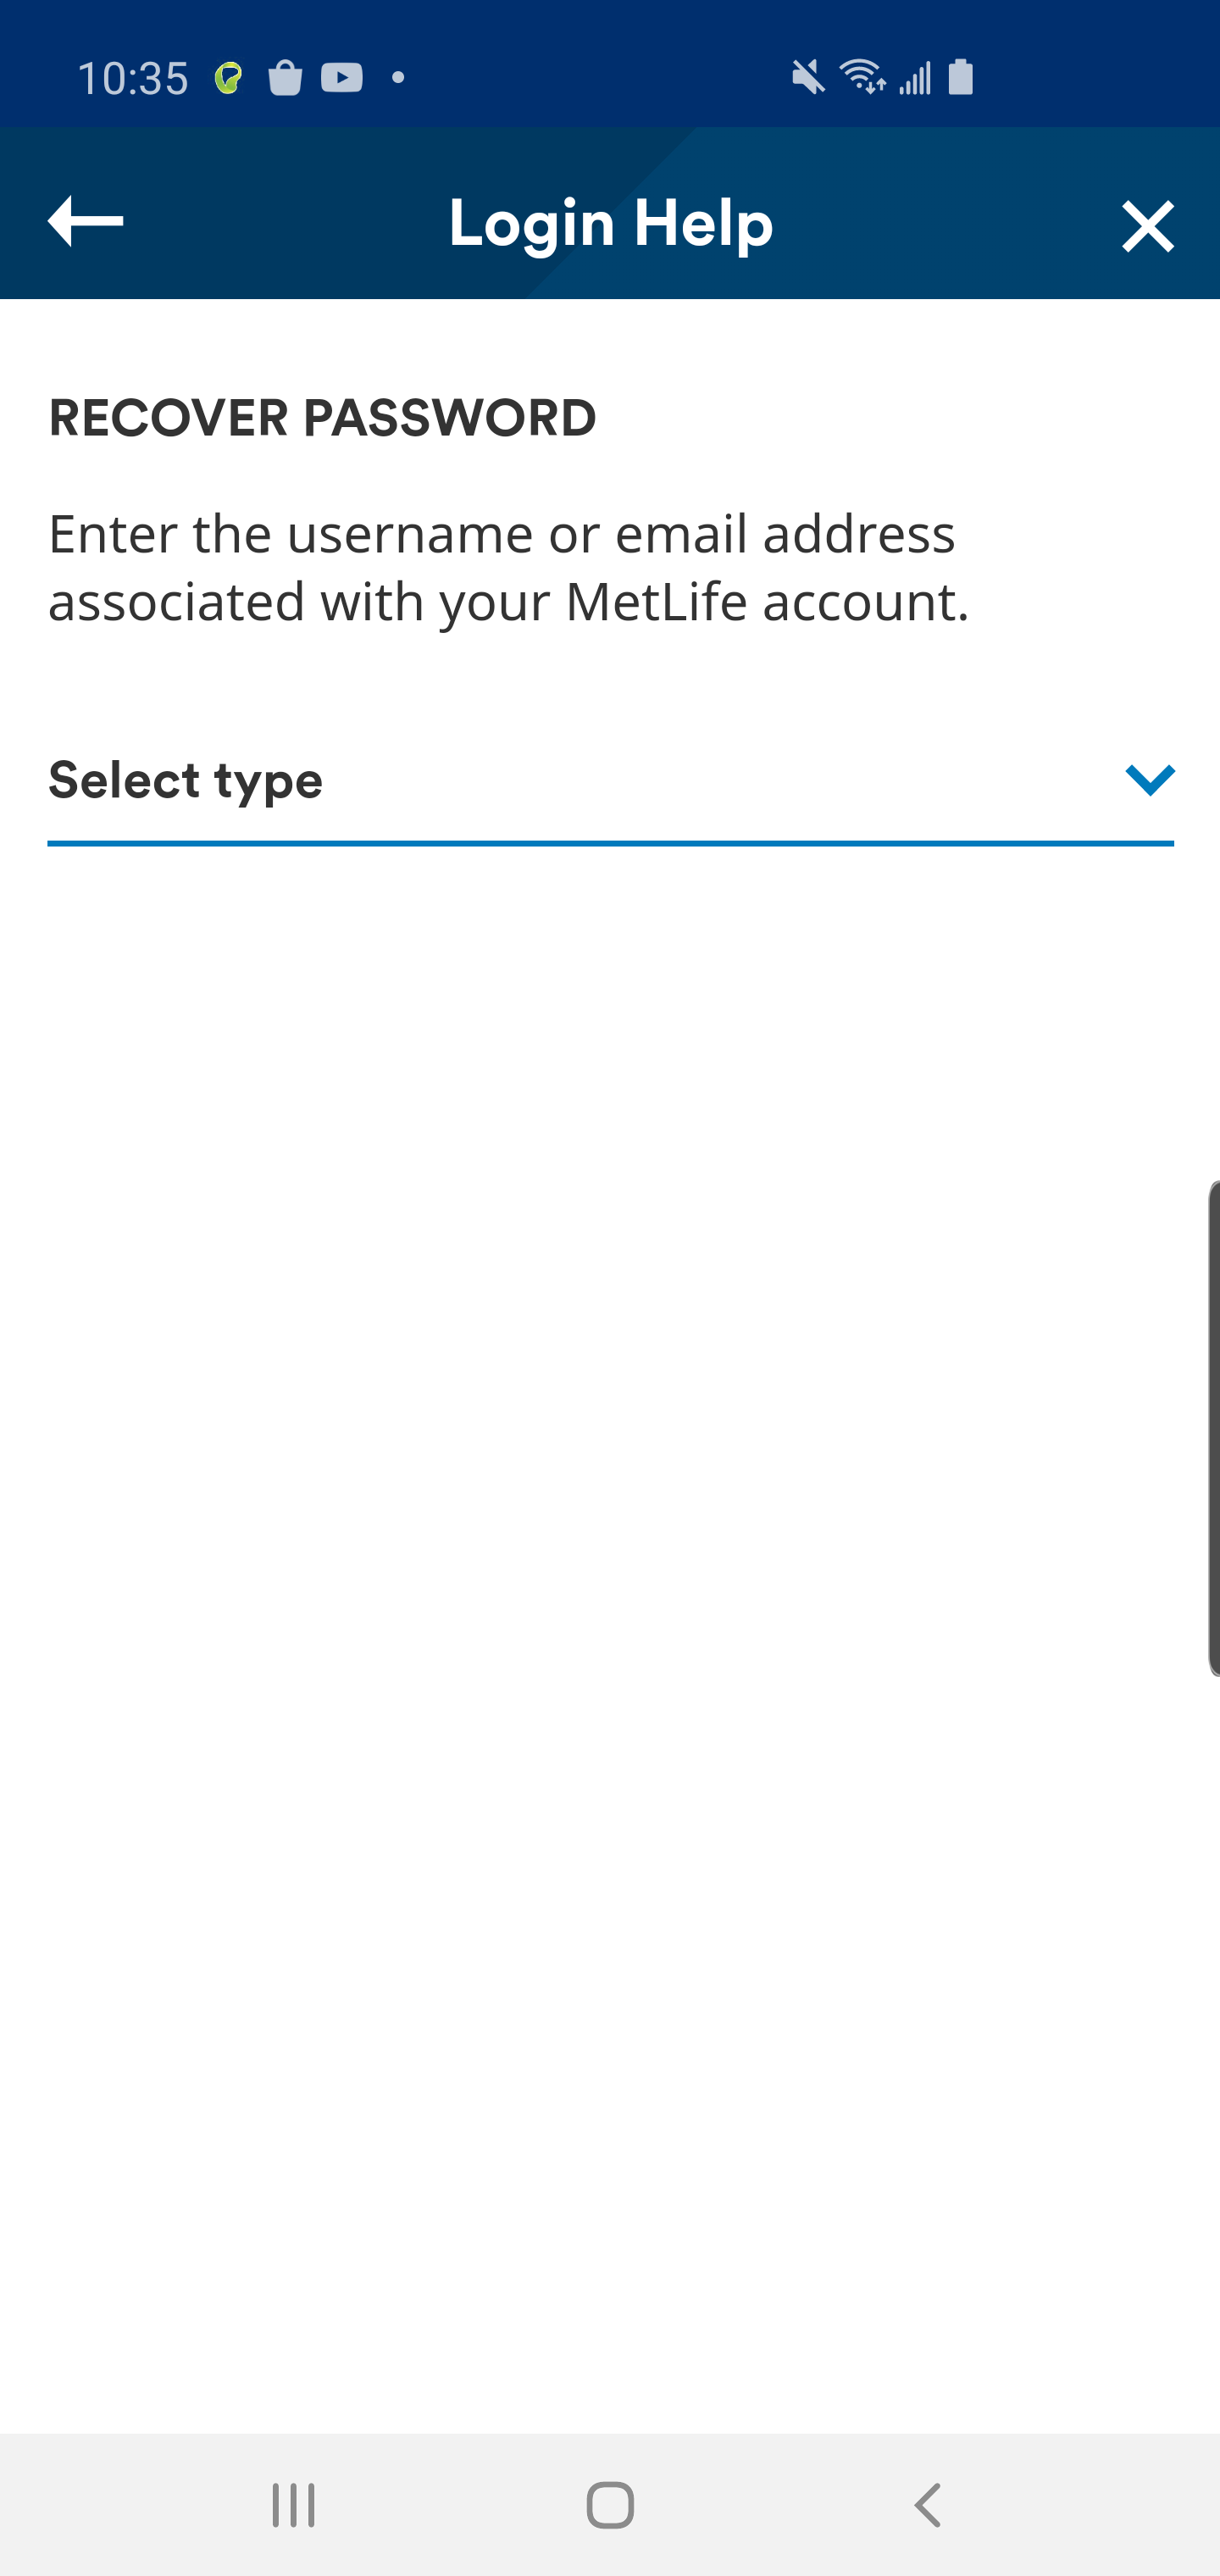 10:35
Login Help
RECOVER PASSWORD
Enter the username or email address
associated with your MetLife account.
Select type